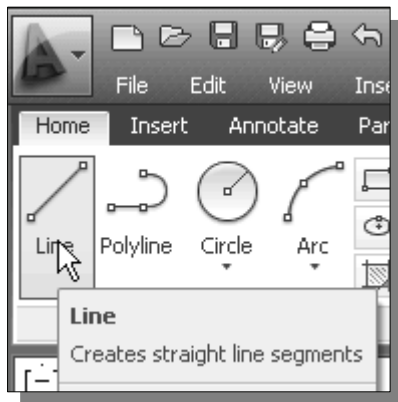 File Edit View Inse
Home Insert Annotate Par
Line Polyline Circle Arc
Line
Creates straight line segments